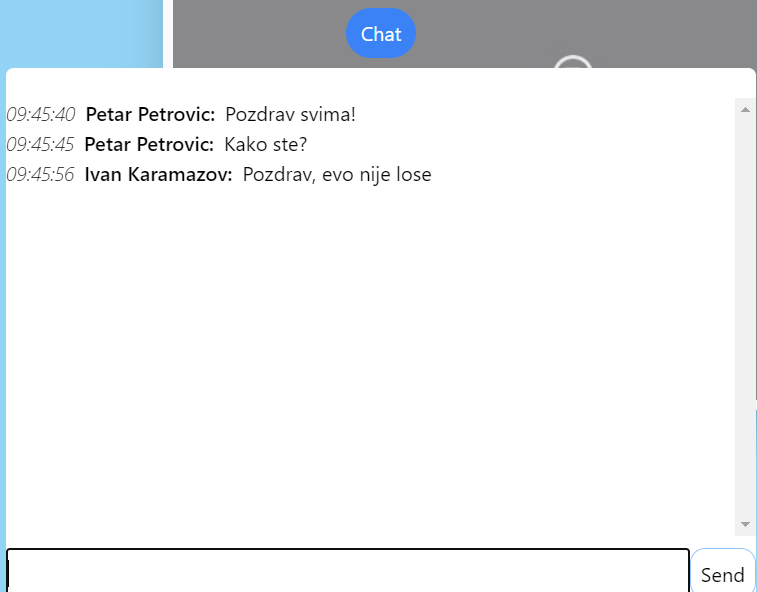 Chat
09:45:40 Petar Petrovic: Pozdrav svima!
09:45:45 Petar Petrovic: Kako ste?
09:45:56 Ivan Karamazov: Pozdrav, evo nije lose
Send